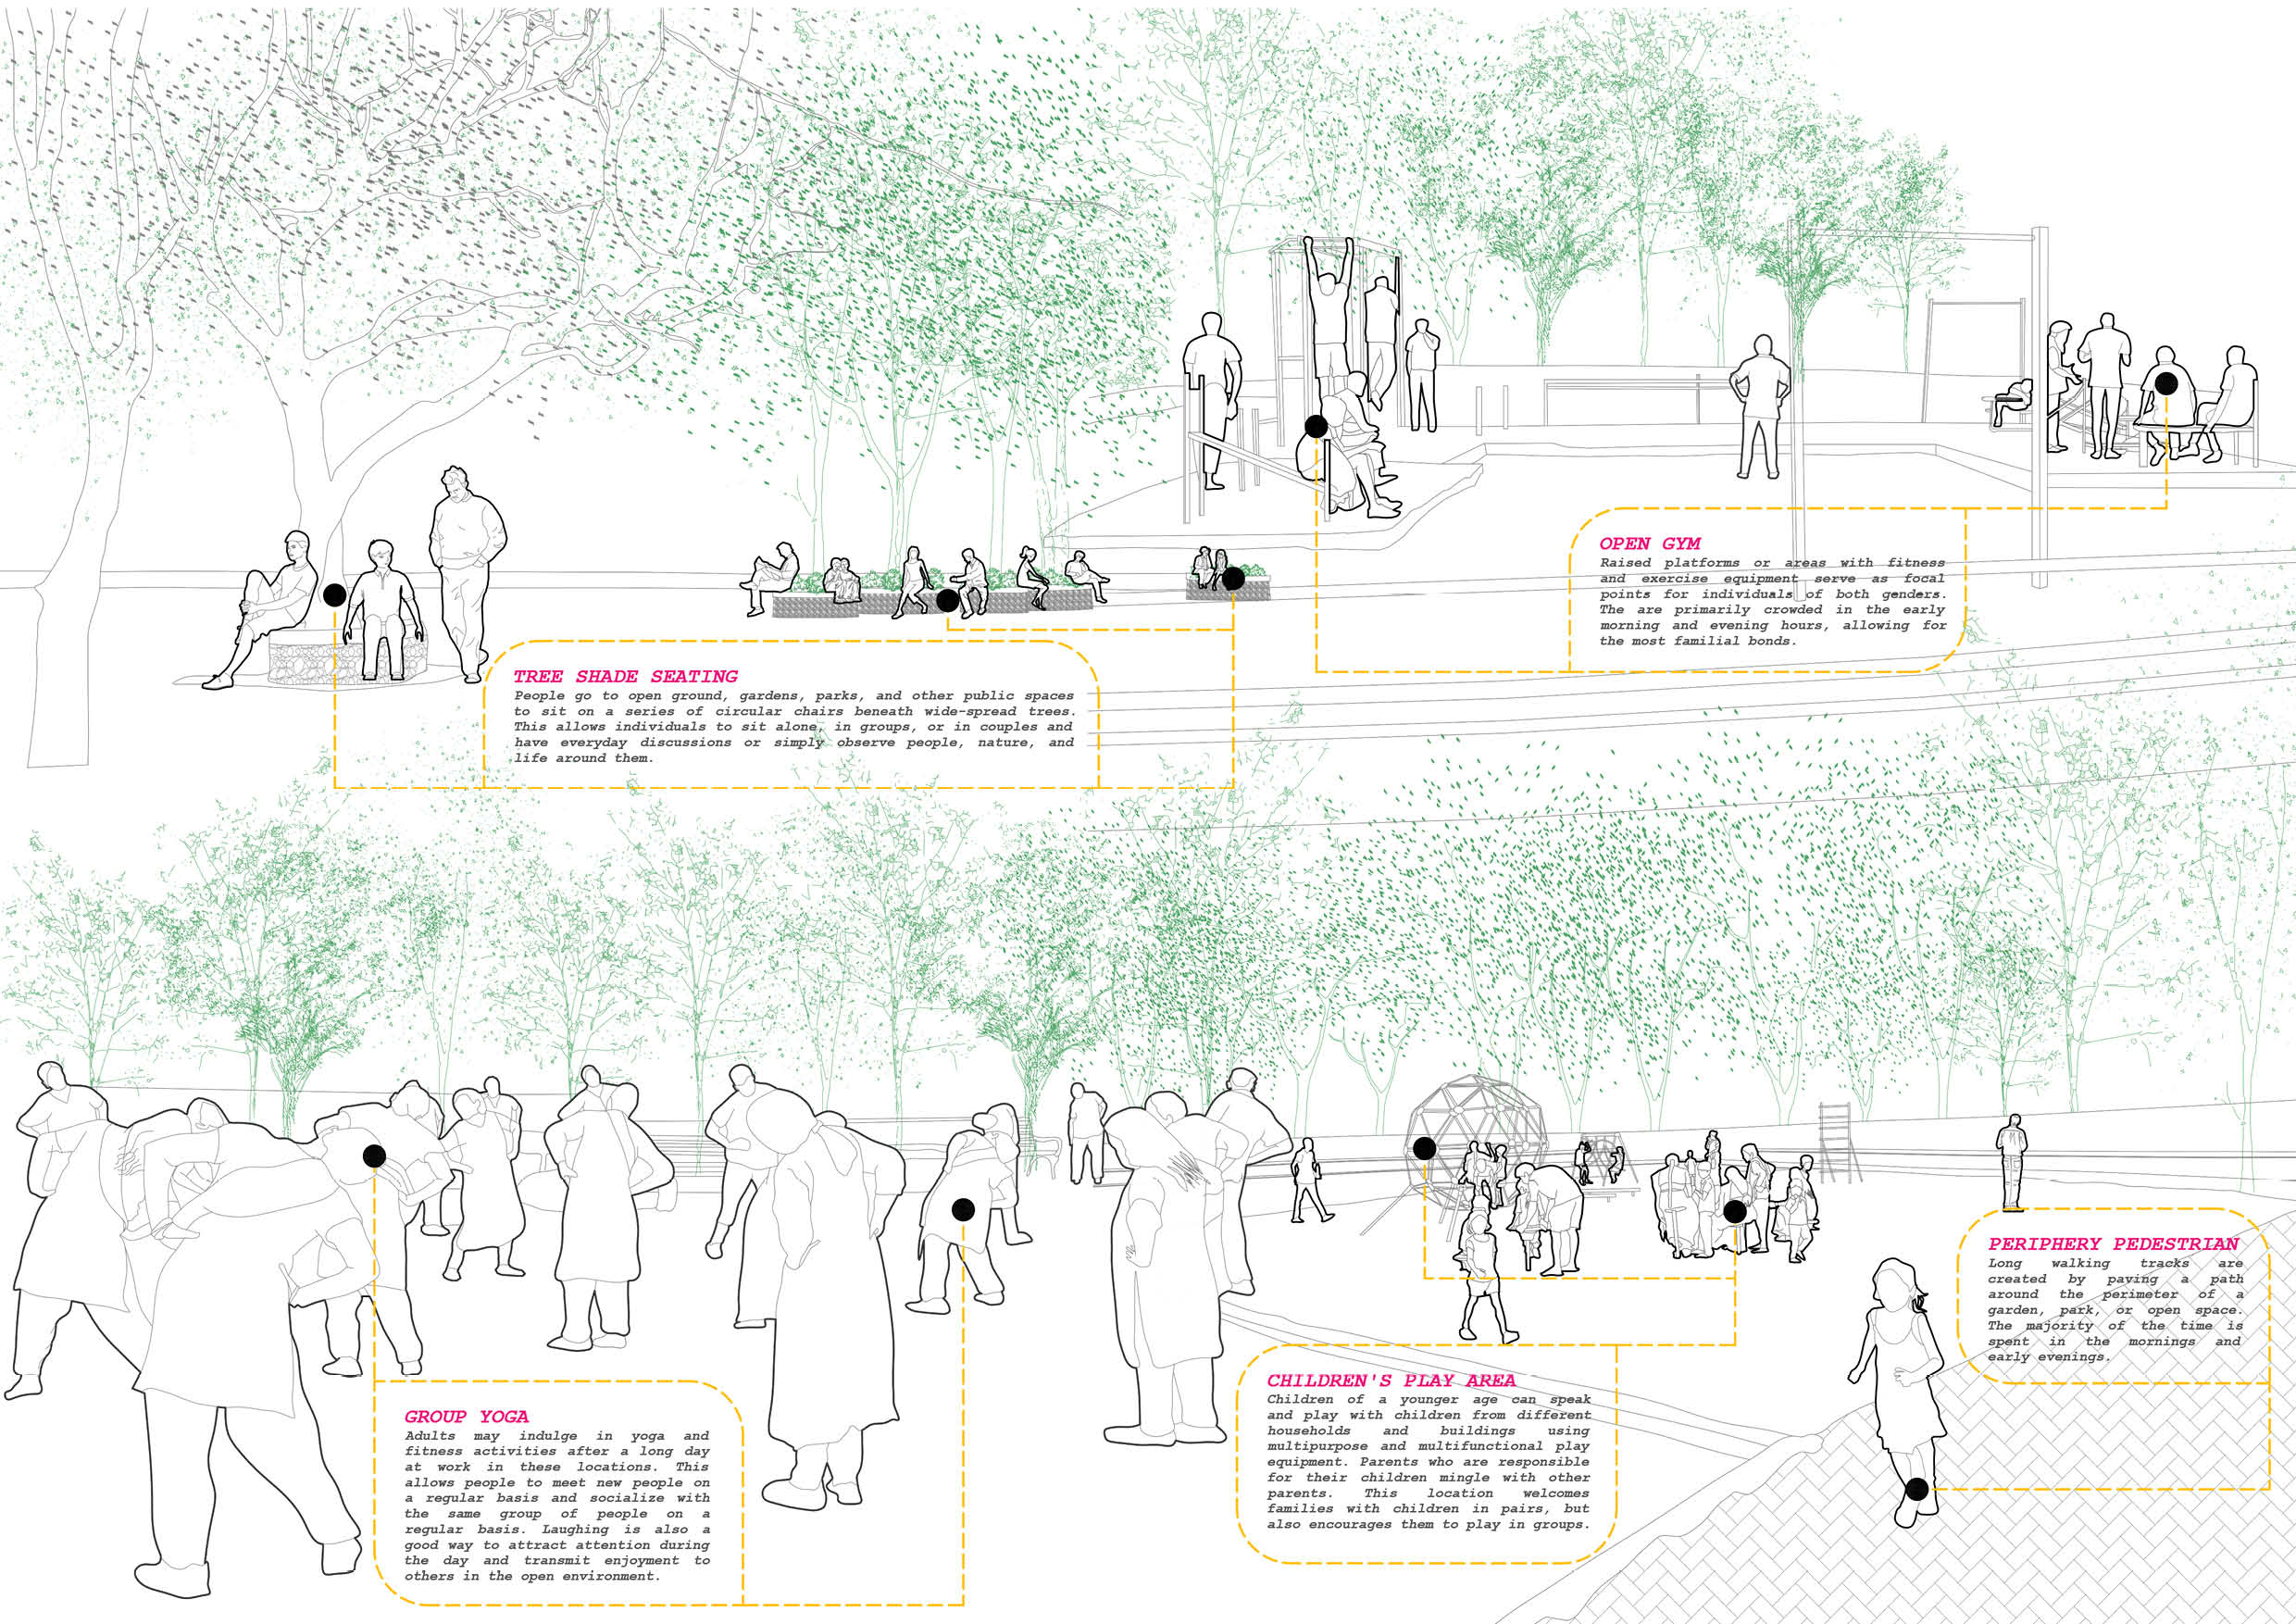 OPEN GYM
Raised platforms or areas with fitness
and exercise equipment serve as focal
points for individuals of both genders.
The are primarily crowded in the early
morning and evening hours, allowing for
the most familial bonds.
TREE SHADE SEATING
People go to open ground, gardens, parks, and other public spaces
to sit on a series of circular chairs beneath wide-spread trees.
This allows individuals to sit alone, in groups, or in couples and
have everyday discussions or simply observe people, nature, and
life around them.
PERIPHERY PEDESTRIAN
Long walking tracks are
created by paving a path
around the perimeter of a
garden, park, or open space.
The majority of the time is
spent in the mornings and
early evenings.
CHILDREN'S PLAY AREA
Children of a younger age can speak
and play with children from different
households and buildings using
multipurpose and multifunctional play
equipment. Parents who are responsible
for their children mingle with other
parents. This location welcomes
families with children in pairs, but
also encourages them to play in groups.
GROUP YOGA
Adults may indulge in yoga and
fitness activities after a long day
at work in these locations. This
allows people to meet new people on
a regular basis and socialize with
the same group of people on a
regular basis. Laughing is also a
good way to attract attention during
the day and transmit enjoyment to
others in the open environment.